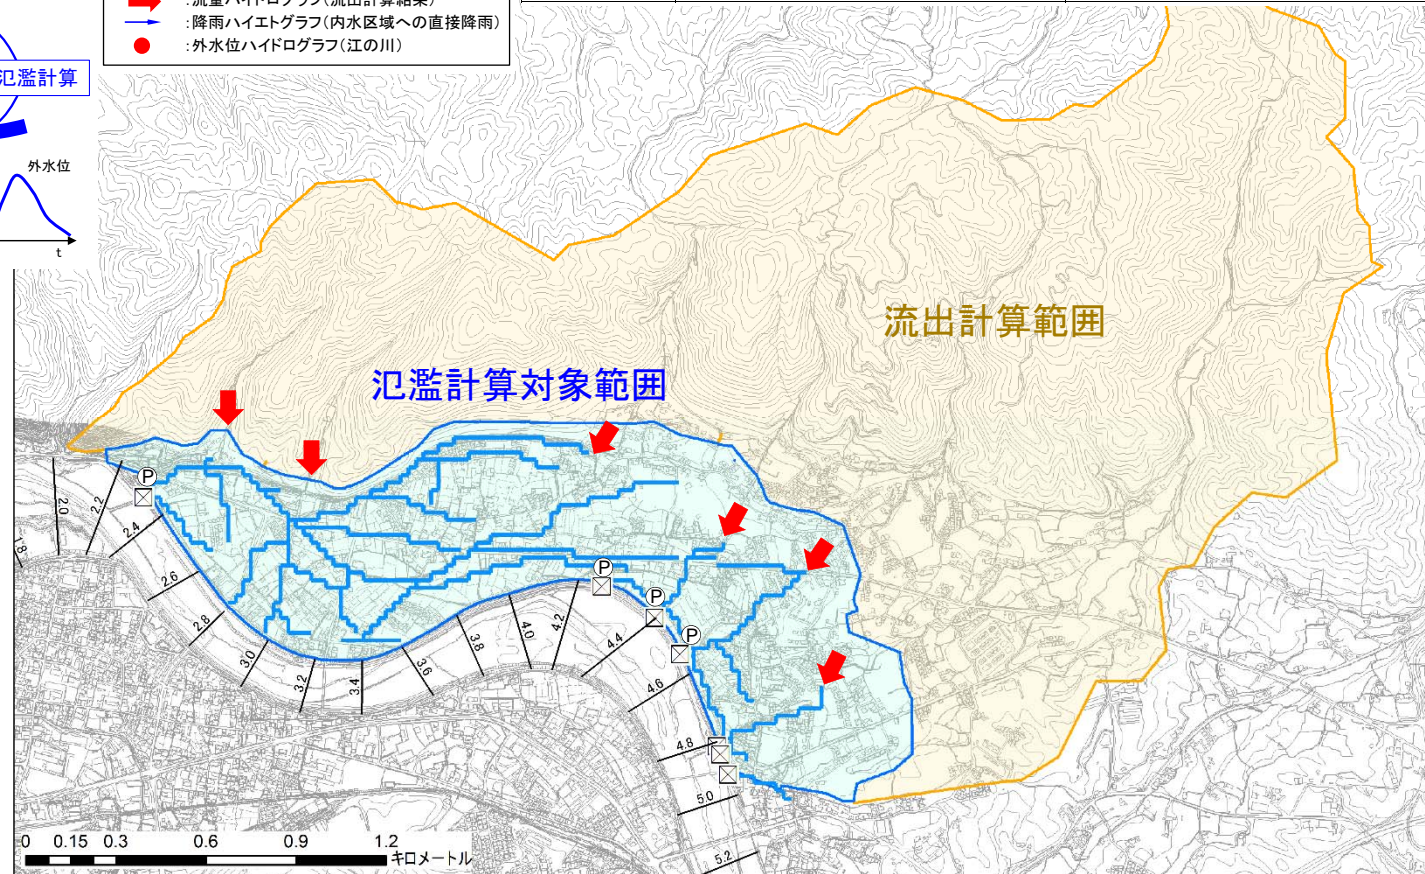 :流量ハイドログラフ(流出計算結果)
:降雨ハイエトグラフ(内水区域への直接降雨)
:外水位ハイドログラフ(江の川)
氾濫計算
外水位
t
流出計算範囲
氾濫計算対象範囲
P
P
P
P
1.8
2.0
2.2
2.4
2.6
2.8
3.0
3.2
3.4
3.6
3.8
4.0
4.2
4.4
4.6
4.8
5.0
5.2
0 0.15 0.3 0.6 0.9 1.2
キロメートル